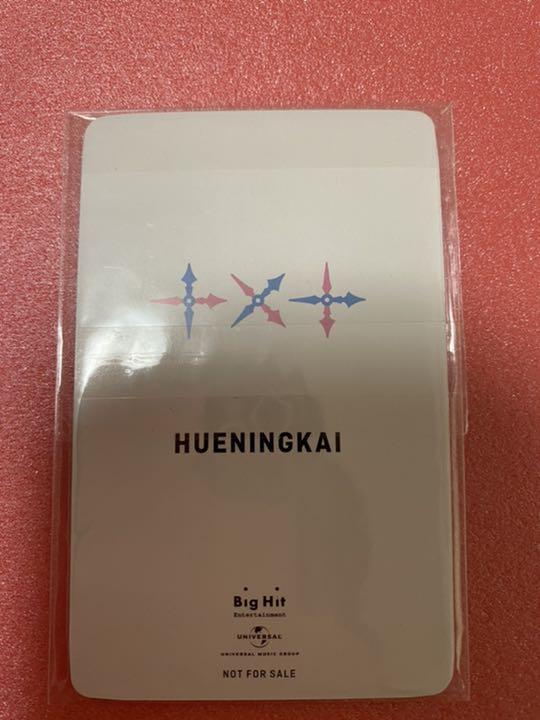 HUENINGKAI
Big Hit
Entertainment
UNIVERSAL
UNIVERSAL MUSIC GROUP
NOT FOR SALE